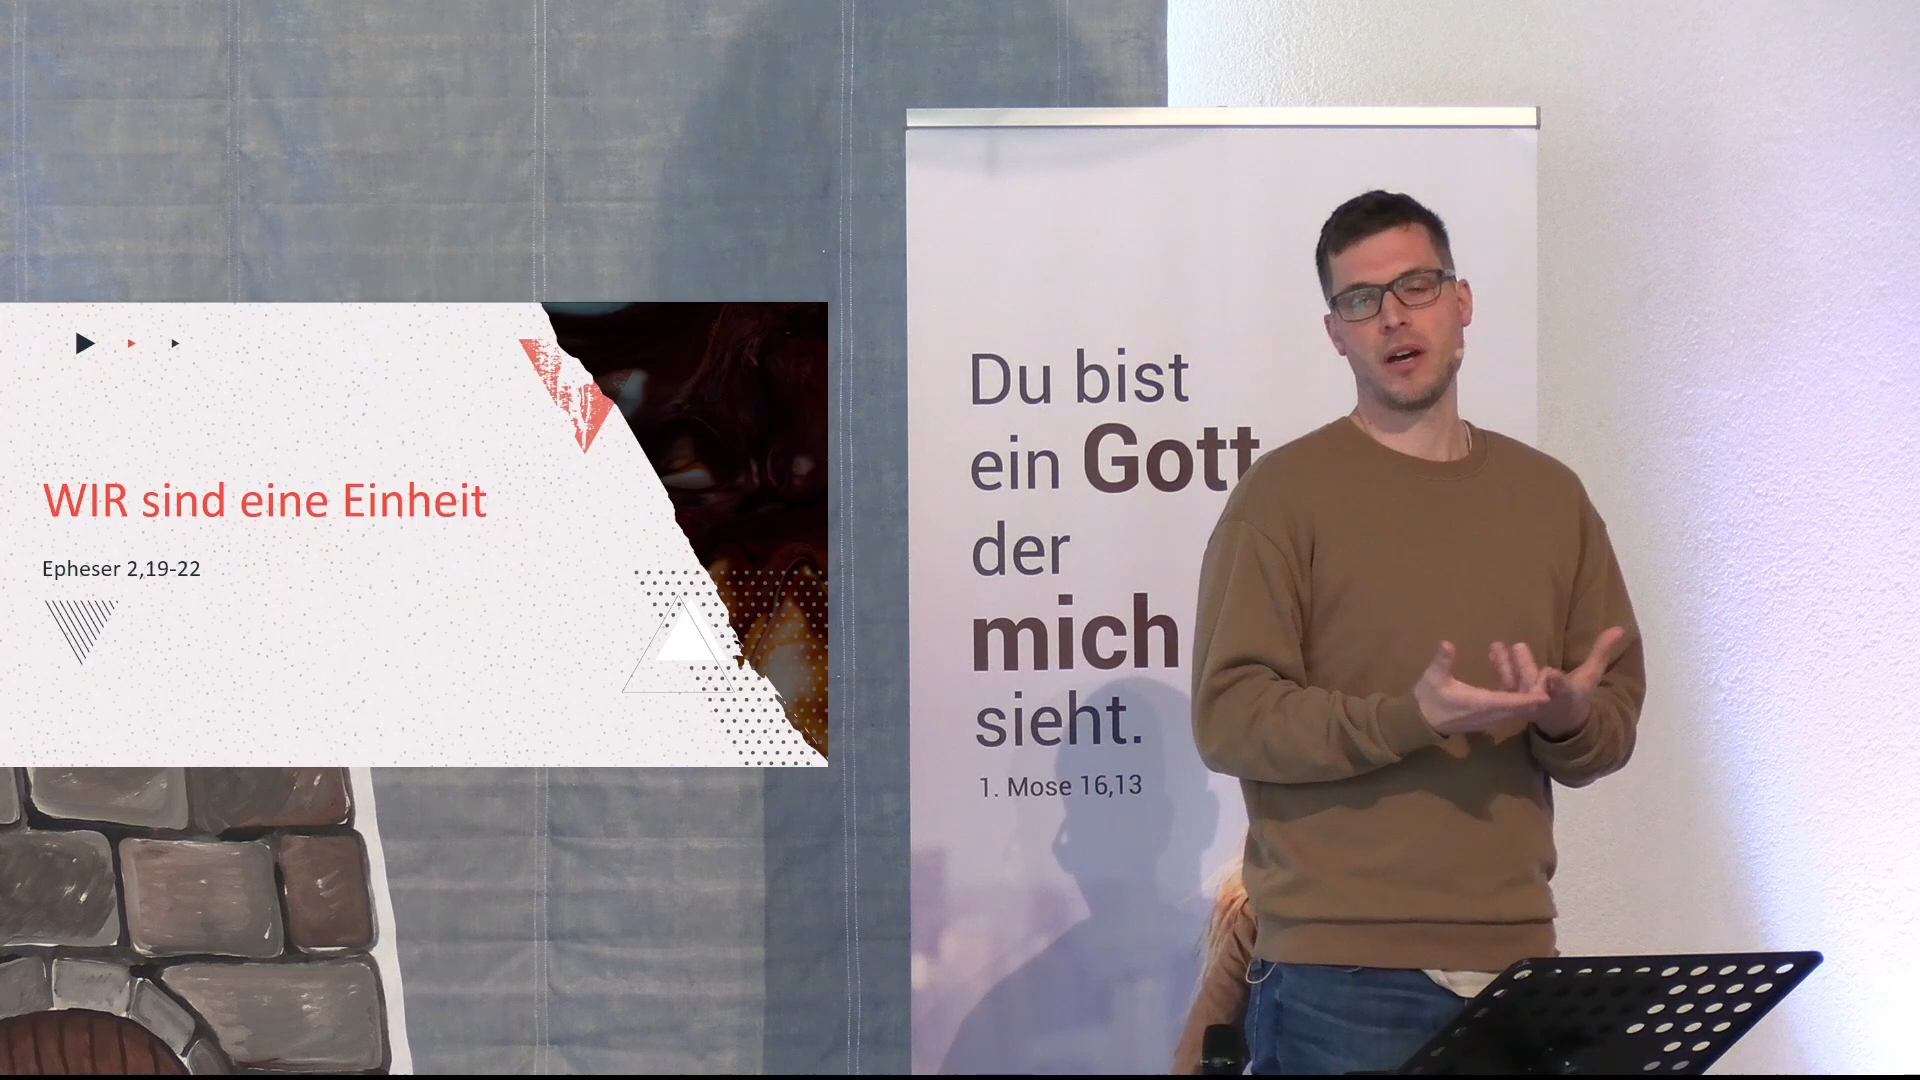 WIR sind eine Einheit
Epheser 2,19-22
Du bist
ein Gott
der
mich
sieht.
1. Mose 16,13